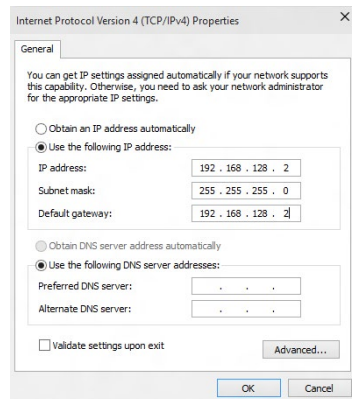 Internet Protocol Version 4 (TCP/IPv4) Properties
General
You can get IP settings assigned automatically if your network supports
this capability. Otherwise, you need to ask your network administrator
for the appropriate IP settings.
Obtain an IP address automatically
Use the following IP address:
IP address: 192 . 168 . 128 . 2
Subnet mask: 255 . 255 . 255 . 0
Default gateway: 192 . 168 . 128 . 2
Obtain DNS server address automatically
Use the following DNS server addresses:
Preferred DNS server: . . .
Alternate DNS server: . . .
Validate settings upon exit
Advanced...
OK Cancel